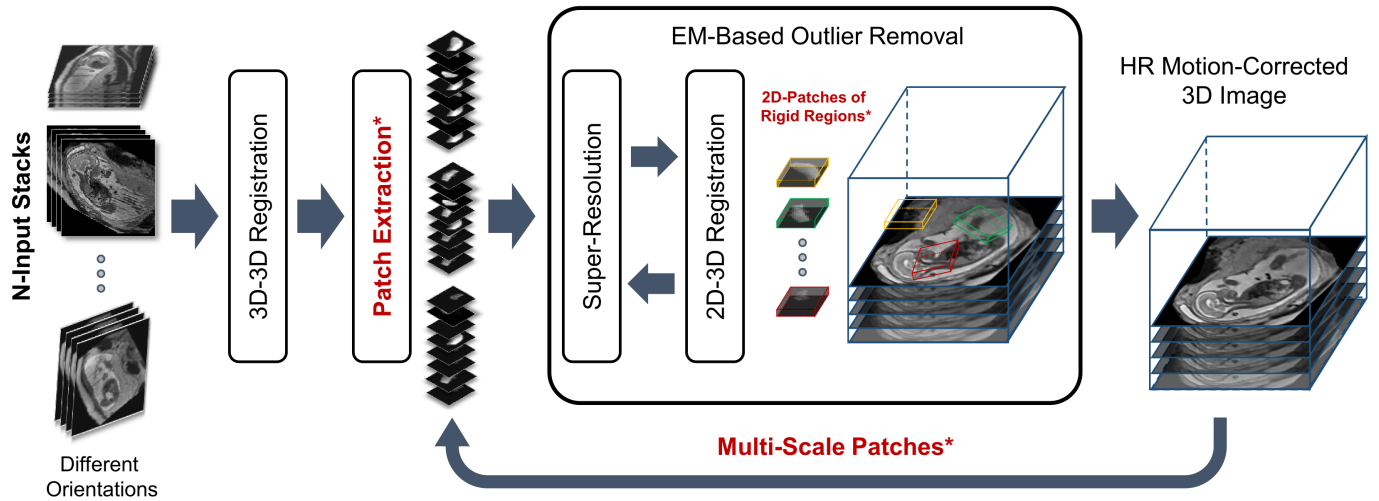 N-Input Stacks
Different
Orientations
3D-3D Registration
Patch Extraction*
EM-Based Outlier Removal
Super-Resolution
2D-3D Registration
2D-Patches of
Rigid Regions*
HR Motion-Corrected
3D Image
Multi-Scale Patches*